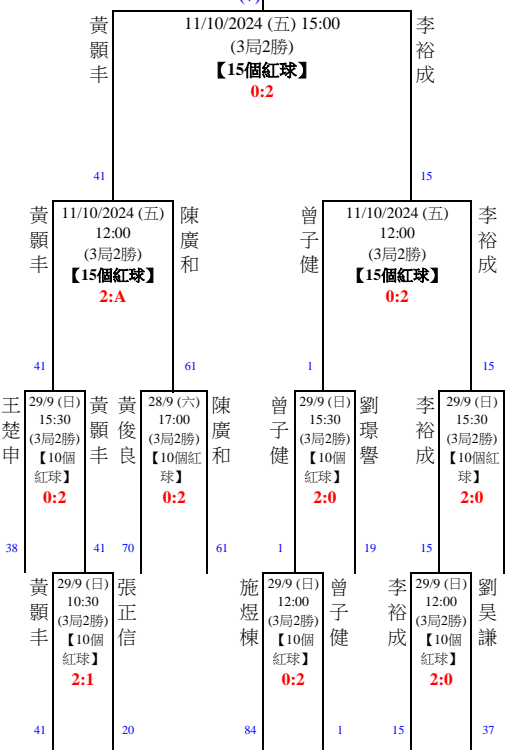 黃顥丰
11/10/2024 (五) 15:00
(3局2勝)
【15個紅球】
0:2
李裕成
41
15
黃顥丰
11/10/2024 (五)
12:00
(3局2勝)
【15個紅球】
2:A
陳廣和
曾子健
11/10/2024 (五)
12:00
(3局2勝)
【15個紅球】
0:2
李裕成
41
61
1
15
王楚申
29/9 (日)
15:30
(3局2勝)
【10個
紅球】
0:2
黃顥丰
黃俊良
28/9 (六)
17:00
(3局2勝)
【10個紅
球】
0:2
陳廣和
曾子健
29/9 (日)
15:30
(3局2勝)
【10個
紅球】
2:0
劉璟譽
李裕成
29/9 (日)
15:30
(3局2勝)
【10個紅
球】
2:0
38
41
70
61
1
19
15
黃顥丰
29/9 (日)
10:30
(3局2勝)
【10個
紅球】
2:1
張正信
施煜棟
29/9 (日)
12:00
(3局2勝)
【10個
紅球】
0:2
曾子健
李裕成
29/9 (日)
12:00
(3局2勝)
【10個
紅球】
2:0
劉昊謙
41
20
84
1
15
37